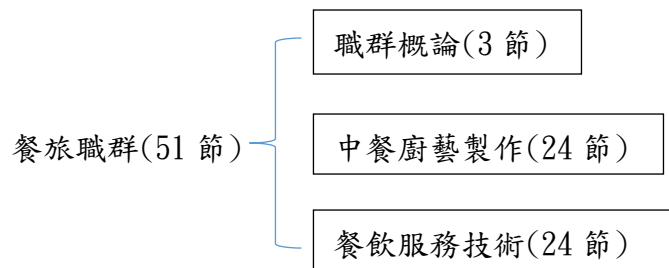 職群概論(3 節)
餐旅職群(51 節)
中餐廚藝製作(24 節)
餐飲服務技術(24 節)